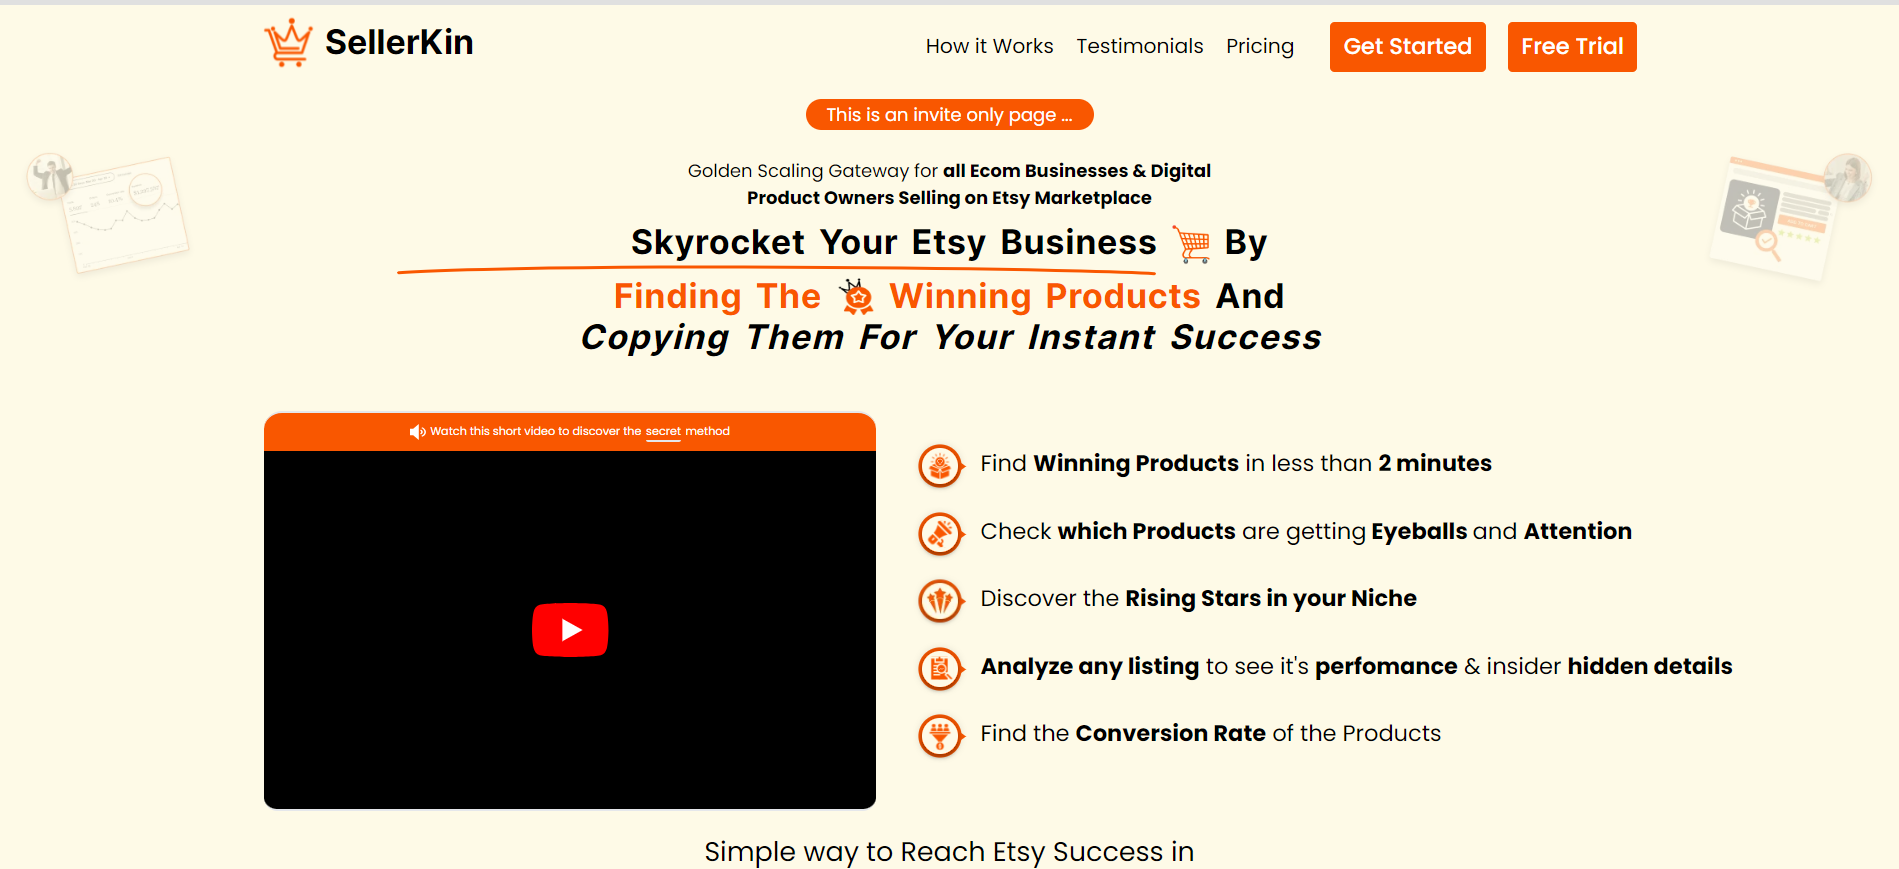 SellerKin
How it Works
Testimonials
Pricing
Get Started
Free Trial
This is an invite only page ...
Golden Scaling Gateway for all Ecom Businesses & Digital
Product Owners Selling on Etsy Marketplace
Skyrocket Your Etsy Business By
Finding The Winning Products And
Copying Them For Your Instant Success
Watch this short video to discover the secret method
Find Winning Products in less than 2 minutes
Check which Products are getting Eyeballs and Attention
Discover the Rising Stars in your Niche
Analyze any listing to see it's perfomance & insider hidden details
Find the Conversion Rate of the Products
Simple way to Reach Etsy Success in